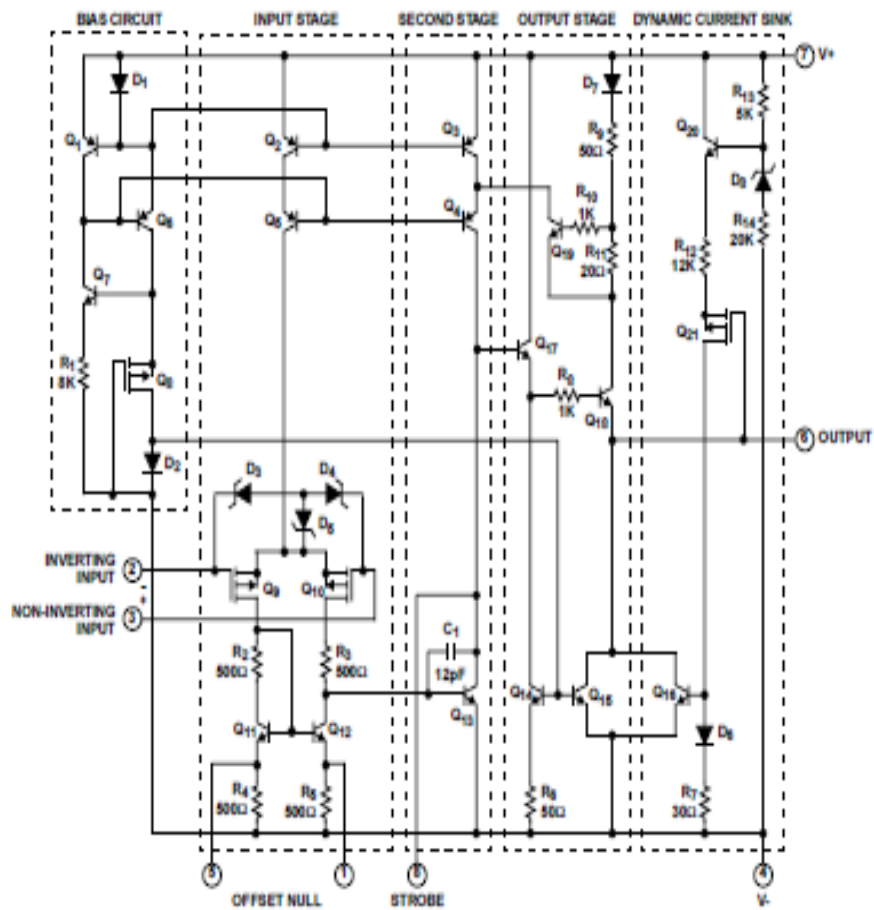 BIAS CIRCUIT
INPUT STAGE
SECOND STAGE
OUTPUT STAGE
DYNAMIC CURRENT SINK
7 V+
D1
D7
R13
5K
Q1
Q2
Q3
R9
50Ω
Q20
D8
Q6
Q5
Q4
R10
1K
Q19
R11
20Ω
R14
20K
R12
12K
Q7
Q17
Q21
R1
8K
Q8
R8
1K
Q18
6 OUTPUT
D2
D3
D4
D5
INVERTING
INPUT
2
-
+
NON-INVERTING
INPUT
3
Q9
Q10
C1
12pF
R2
500Ω
R3
500Ω
Q14
Q15
Q16
Q13
Q11
Q12
D6
R4
500Ω
R5
500Ω
R6
50Ω
R7
30Ω
5
1
4
OFFSET NULL
STROBE
V-